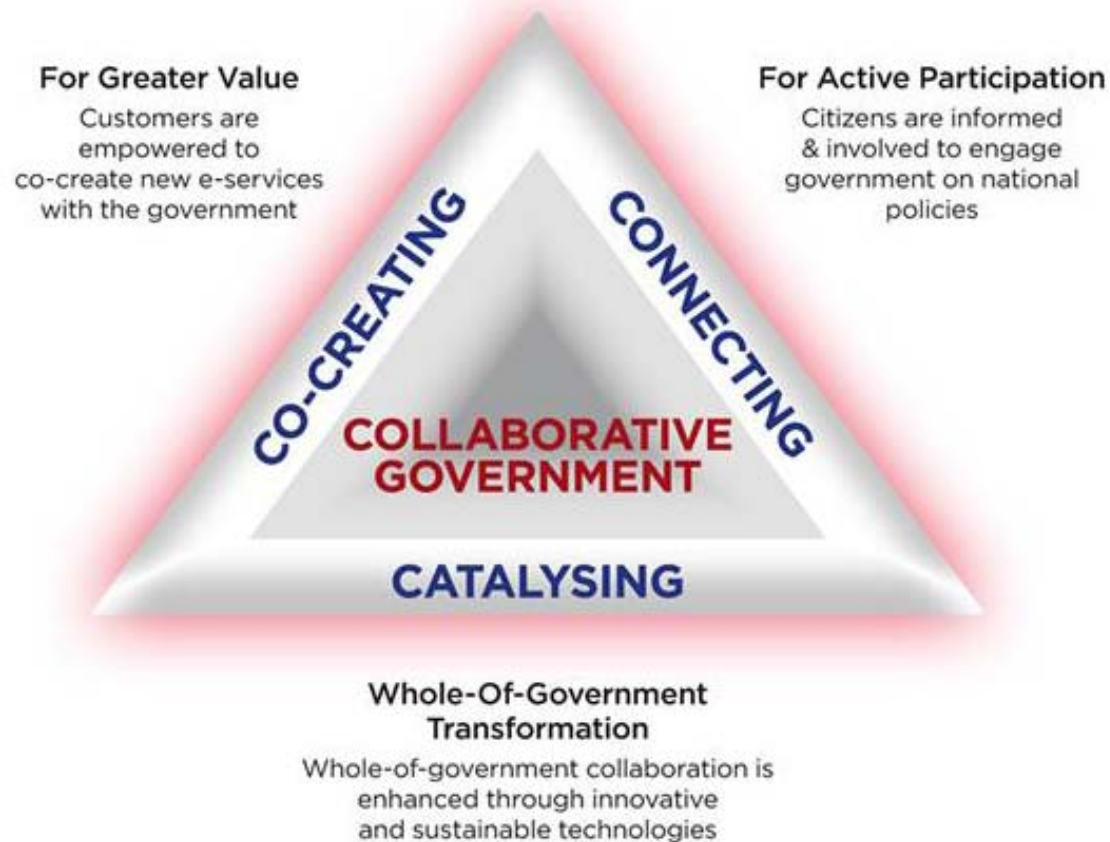 For Greater Value
Customers are
empowered to
co-create new e-services
with the government
For Active Participation
Citizens are informed
& involved to engage
government on national
policies
CO-CREATING
CONNECTING
COLLABORATIVE
GOVERNMENT
CATALYSING
Whole-Of-Government
Transformation
Whole-of-government collaboration is
enhanced through innovative
and sustainable technologies